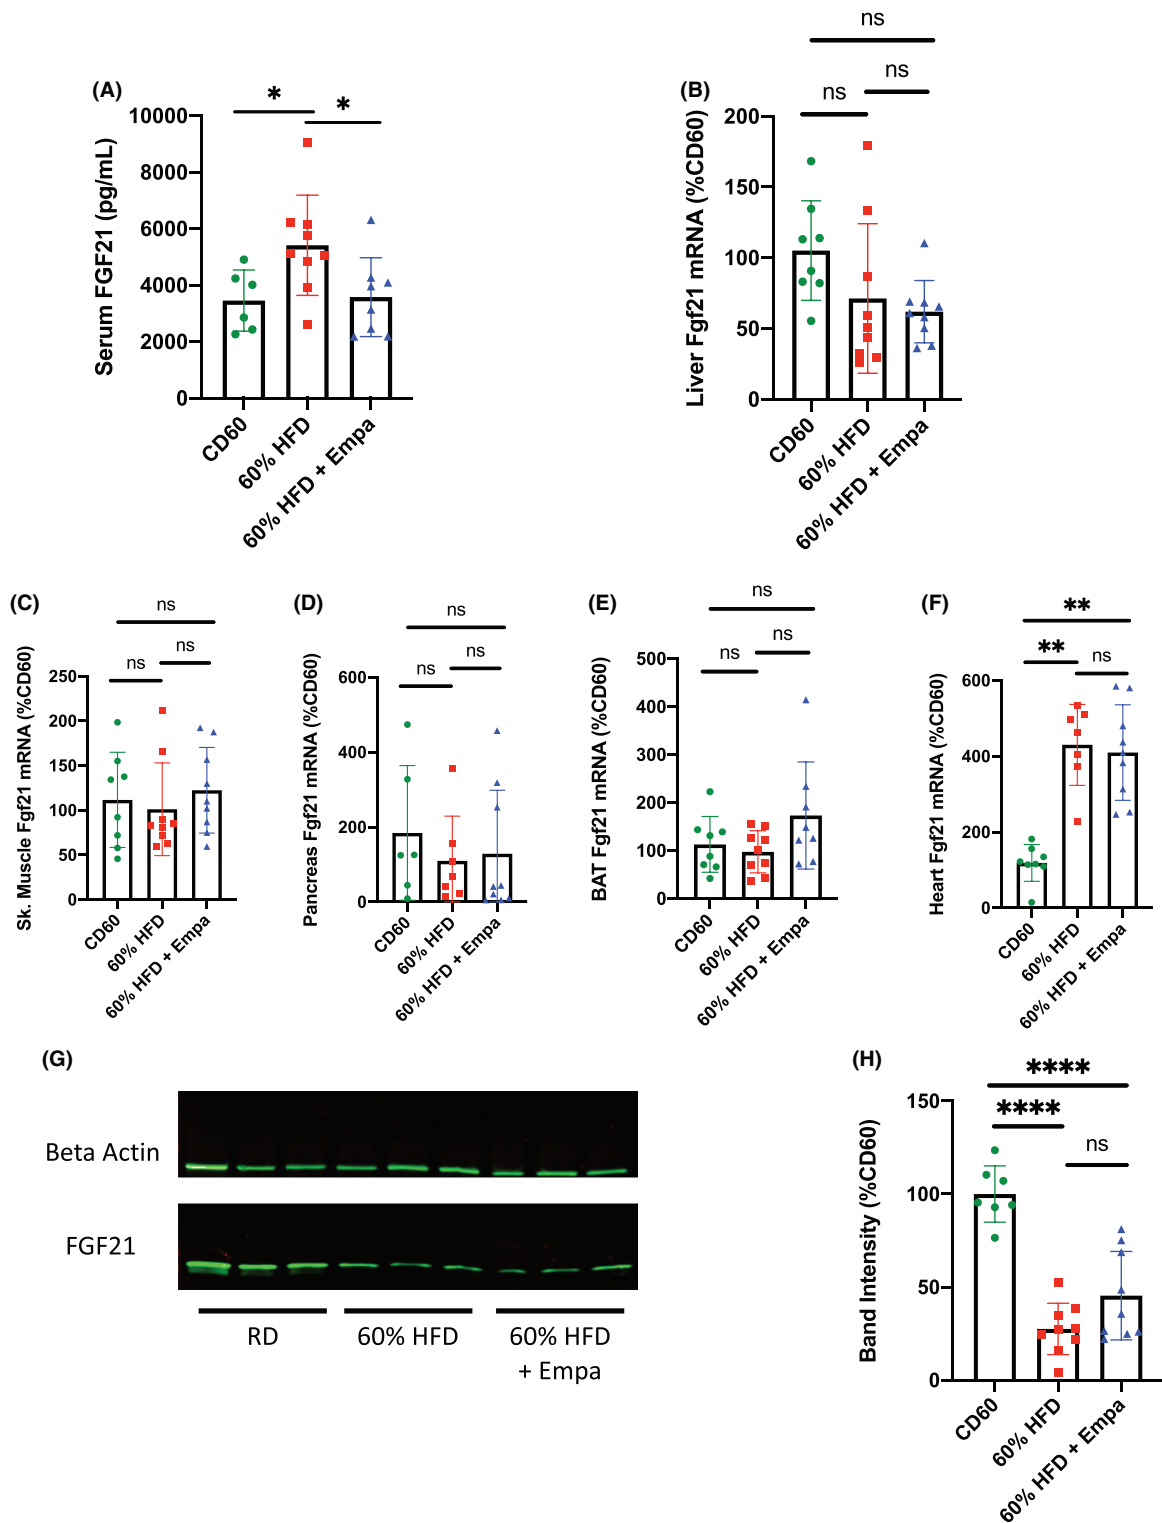 (A)
*
*
Serum FGF21 (pg/mL)
10000
8000
6000
4000
2000
0
CD60
60% HFD
60% HFD + Empa
(B)
ns
ns
ns
Liver Fgf21 mRNA (%CD60)
200
150
100
50
0
CD60
60% HFD
60% HFD + Empa
(C)
ns
ns
ns
Sk. Muscle Fgf21 mRNA (%CD60)
250
200
150
100
50
0
CD60
60% HFD
60% HFD + Empa
(D)
ns
ns
ns
Pancreas Fgf21 mRNA (%CD60)
600
400
200
0
CD60
60% HFD
60% HFD + Empa
(E)
ns
ns
ns
BAT Fgf21 mRNA (%CD60)
500
400
300
200
100
0
CD60
60% HFD
60% HFD + Empa
(F)
**
**
ns
Heart Fgf21 mRNA (%CD60)
600
400
200
0
CD60
60% HFD
60% HFD + Empa
(G)
Beta Actin
FGF21
RD
60% HFD
60% HFD
+ Empa
(H)
****
****
ns
Band Intensity (%CD60)
150
100
50
0
CD60
60% HFD
60% HFD + Empa